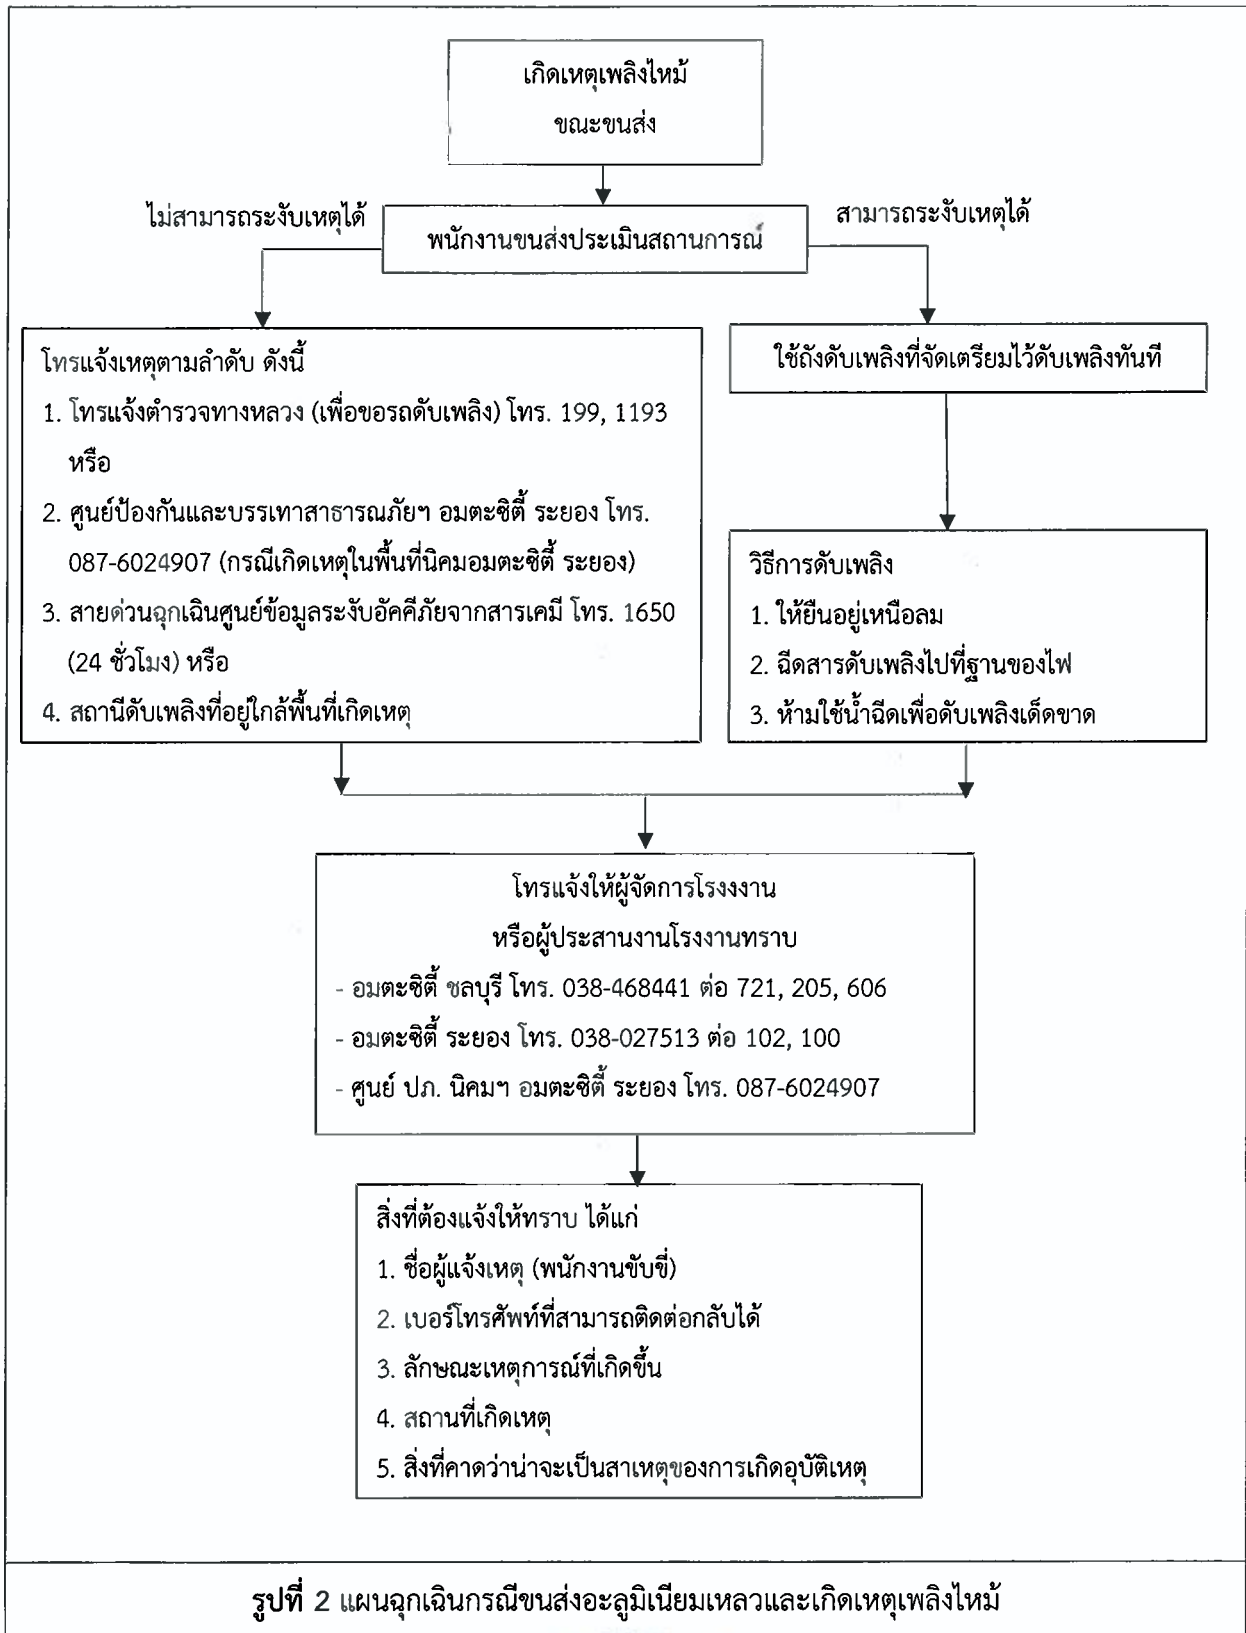 เกิดเหตุเพลิงไหม้
ขณะขนส่ง
ไม่สามารถระงับเหตุได้
สามารถระงับเหตุได้
พนักงานขนส่งประเมินสถานการณ์
โทรแจ้งเหตุตามลำดับ ดังนี้
1. โทรแจ้งตำรวจทางหลวง (เพื่อขอรถดับเพลิง) โทร. 199, 1193
หรือ
2. ศูนย์ป้องกันและบรรเทาสาธารณภัยฯ อมตะซิตี้ ระยอง โทร.
087-6024907 (กรณีเกิดเหตุในพื้นที่นิคมอมตะซิตี้ ระยอง)
3. สายด่วนฉุกเฉินศูนย์ข้อมูลระงับอัคคีภัยจากสารเคมี โทร. 1650
(24 ชั่วโมง) หรือ
4. สถานีดับเพลิงที่อยู่ใกล้พื้นที่เกิดเหตุ
ใช้ถังดับเพลิงที่จัดเตรียมไว้ดับเพลิงทันที
วิธีการดับเพลิง
1. ให้ยืนอยู่เหนือลม
2. ฉีดสารดับเพลิงไปที่ฐานของไฟ
3. ห้ามใช้น้ำฉีดเพื่อดับเพลิงเด็ดขาด
โทรแจ้งให้ผู้จัดการโรงงงาน
หรือผู้ประสานงานโรงงานทราบ
- อมตะซิตี้ ชลบุรี โทร. 038-468441 ต่อ 721, 205, 606
- อมตะซิตี้ ระยอง โทร. 038-027513 ต่อ 102, 100
- ศูนย์ ปภ. นิคมฯ อมตะซิตี้ ระยอง โทร. 087-6024907
สิ่งที่ต้องแจ้งให้ทราบ ได้แก่
1. ชื่อผู้แจ้งเหตุ (พนักงานขับขี่)
2. เบอร์โทรศัพท์ที่สามารถติดต่อกลับได้
3. ลักษณะเหตุการณ์ที่เกิดขึ้น
4. สถานที่เกิดเหตุ
5. สิ่งที่คาดว่าน่าจะเป็นสาเหตุของการเกิดอุบัติเหตุ
รูปที่ 2 แผนฉุกเฉินกรณีขนส่งอะลูมิเนียมเหลวและเกิดเหตุเพลิงไหม้